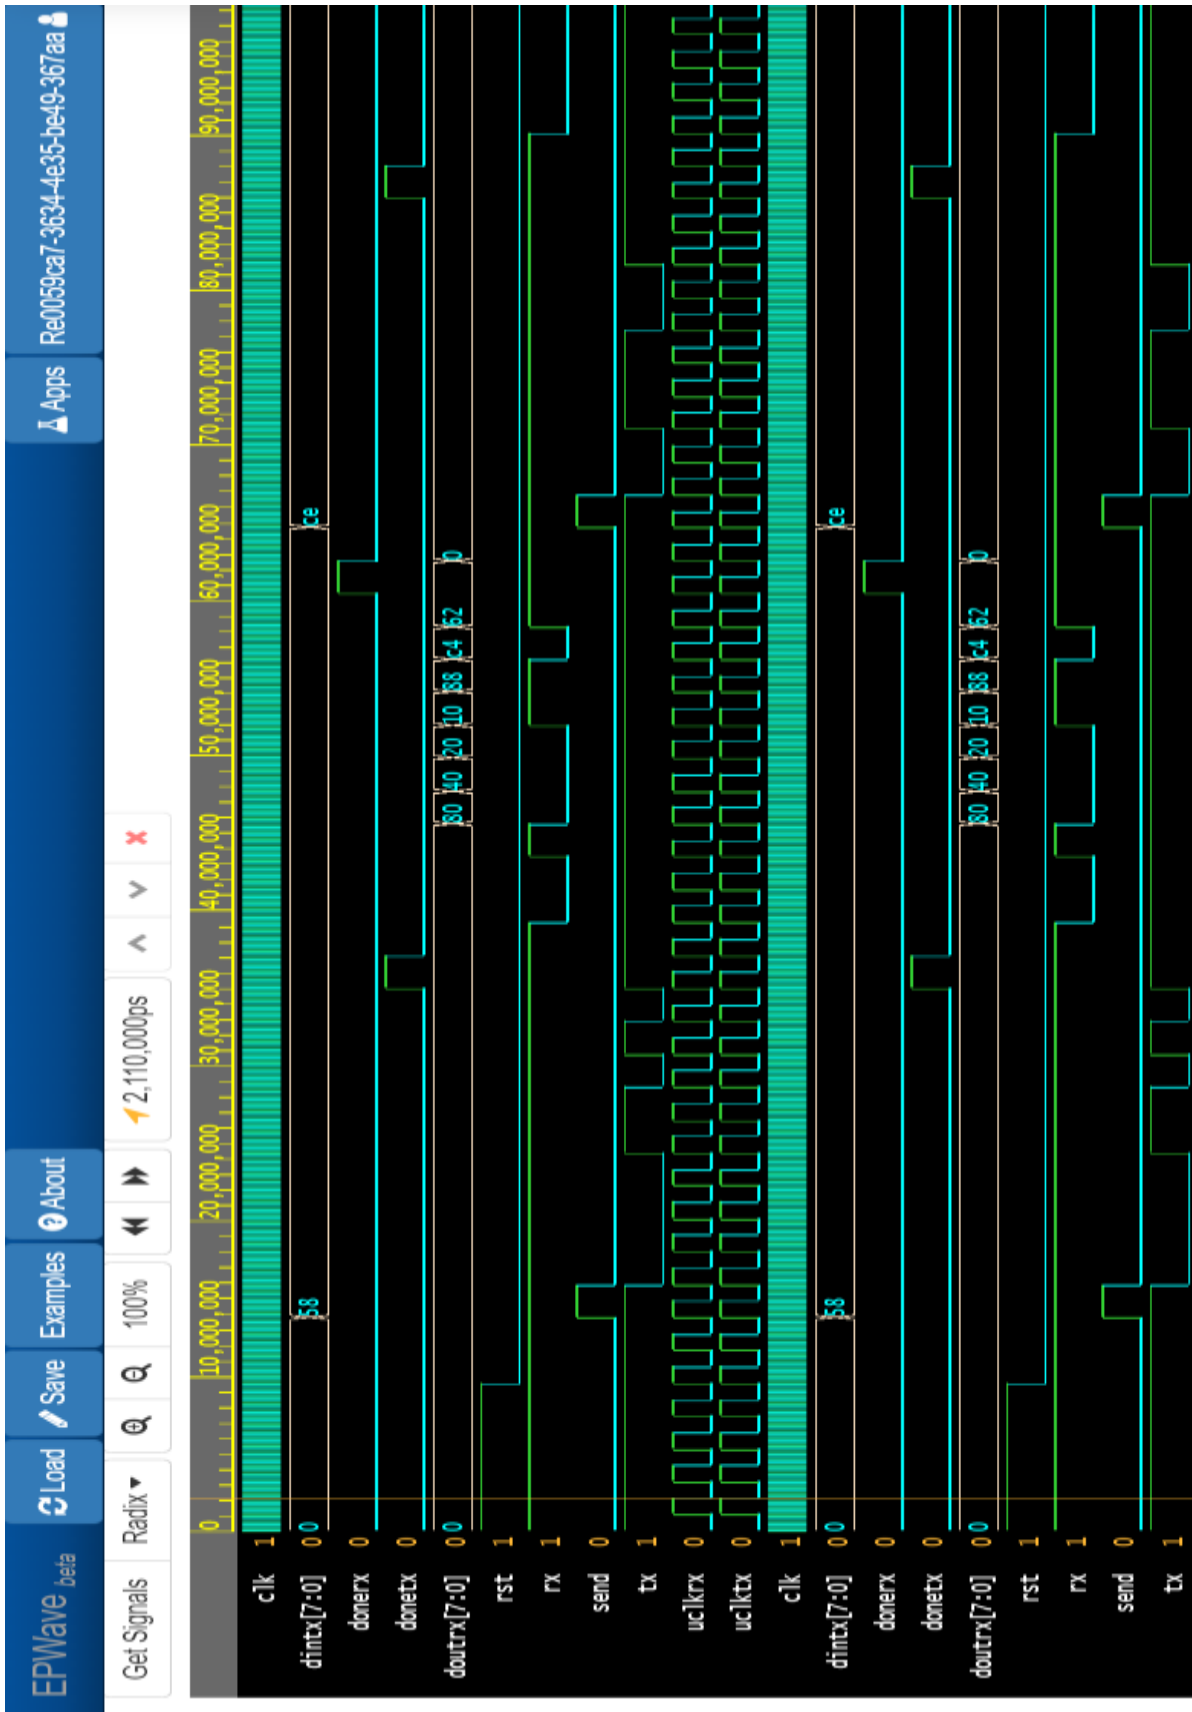 EPWave beta Load Save Examples About Apps Re0059ca7-3634-4e35-be49-367aa
Get Signals Radix 100% 2,110,000ps
0 10,000,000 20,000,000 30,000,000 40,000,000 50,000,000 60,000,000 70,000,000 80,000,000 90,000,000
clk 1
dintx[7:0] 0 0 58 ce
donerx 0
donetx 0
doutrx[7:0] 0 0 80 40 20 10 88 c4 62 0
rst 1
rx 1
send 0
tx 1
uclkrx 0
uclktx 0
clk 1
dintx[7:0] 0 0 58 ce
donerx 0
donetx 0
doutrx[7:0] 0 0 80 40 20 10 88 c4 62 0
rst 1
rx 1
send 0
tx 1